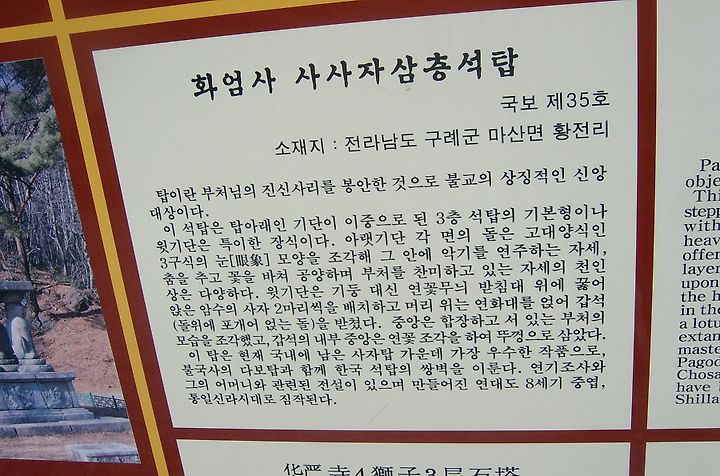 화엄사 사사자삼층석탑
국보 제35호
소재지 : 전라남도 구례군 마산면 황전리
탑이란 부처님의 진신사리를 봉안한 것으로 불교의 상징적인 신앙
대상이다.
이 석탑은 탑아래인 기단이 이중으로 된 3층 석탑의 기본형이나
윗기단은 특이한 장식이다. 아랫기단 각 면의 돌은 고대양식인
3구식의 눈[眼象] 모양을 조각해 그 안에 악기를 연주하는 자세,
춤을 추고 꽃을 바쳐 공양하며 부처를 찬미하고 있는 자세의 천인
상은 다양하다. 윗기단은 기둥 대신 연꽃무늬 받침대 위에 꿇어
앉은 암수의 사자 2마리씩을 배치하고 머리 위는 연화대를 얹어 갑석
(돌위에 포개어 얹는 돌)을 받쳤다. 중앙은 합장하고 서 있는 부처의
모습을 조각했고, 갑석의 내부 중앙은 연꽃 조각을 하여 뚜껑으로 삼았다.
이 탑은 현재 국내에 남은 사자탑 가운데 가장 우수한 작품으로,
불국사의 다보탑과 함께 한국 석탑의 쌍벽을 이룬다. 연기조사와
그의 어머니와 관련된 전설이 있으며 만들어진 연대도 8세기 중엽,
통일신라시대로 짐작된다.
化严寺4獅子3层石塔
Pa
obje
Thi
steph
with
heav
offer
layer
upon
the h
in the
a lotu
extan
maste
Pagod
Chosa
have
Shilla